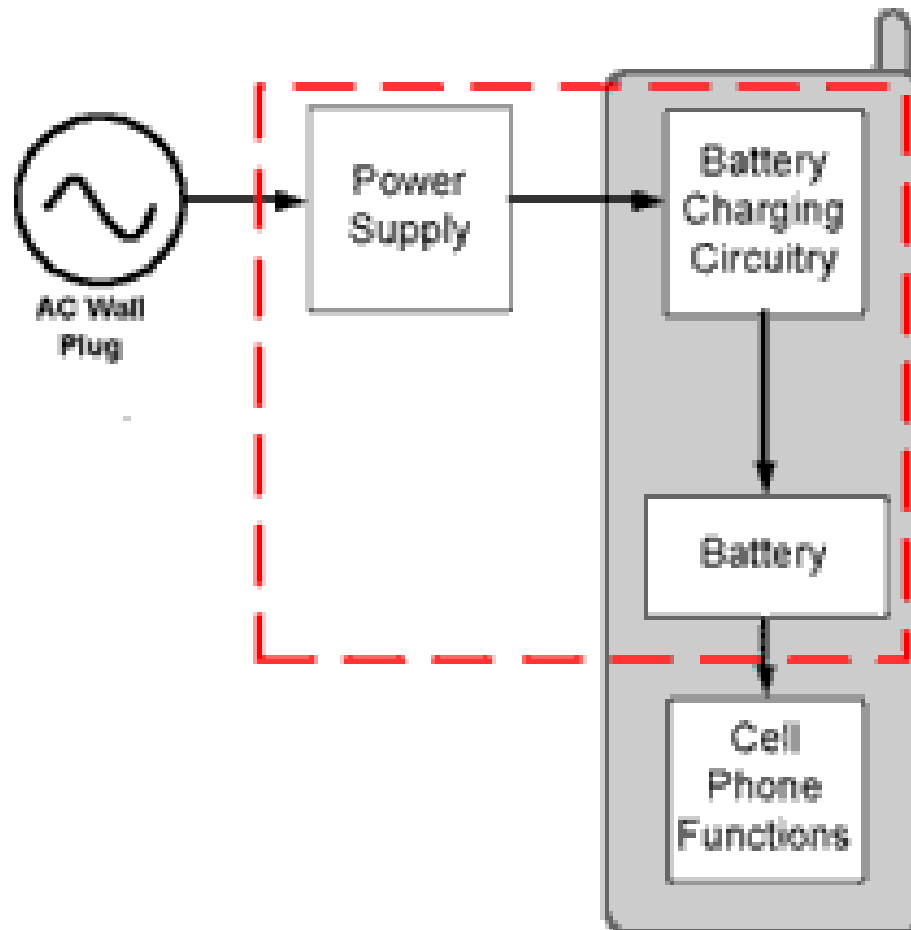 AC Wall
Plug
Power
Supply
Battery
Charging
Circuitry
Battery
Cell
Phone
Functions